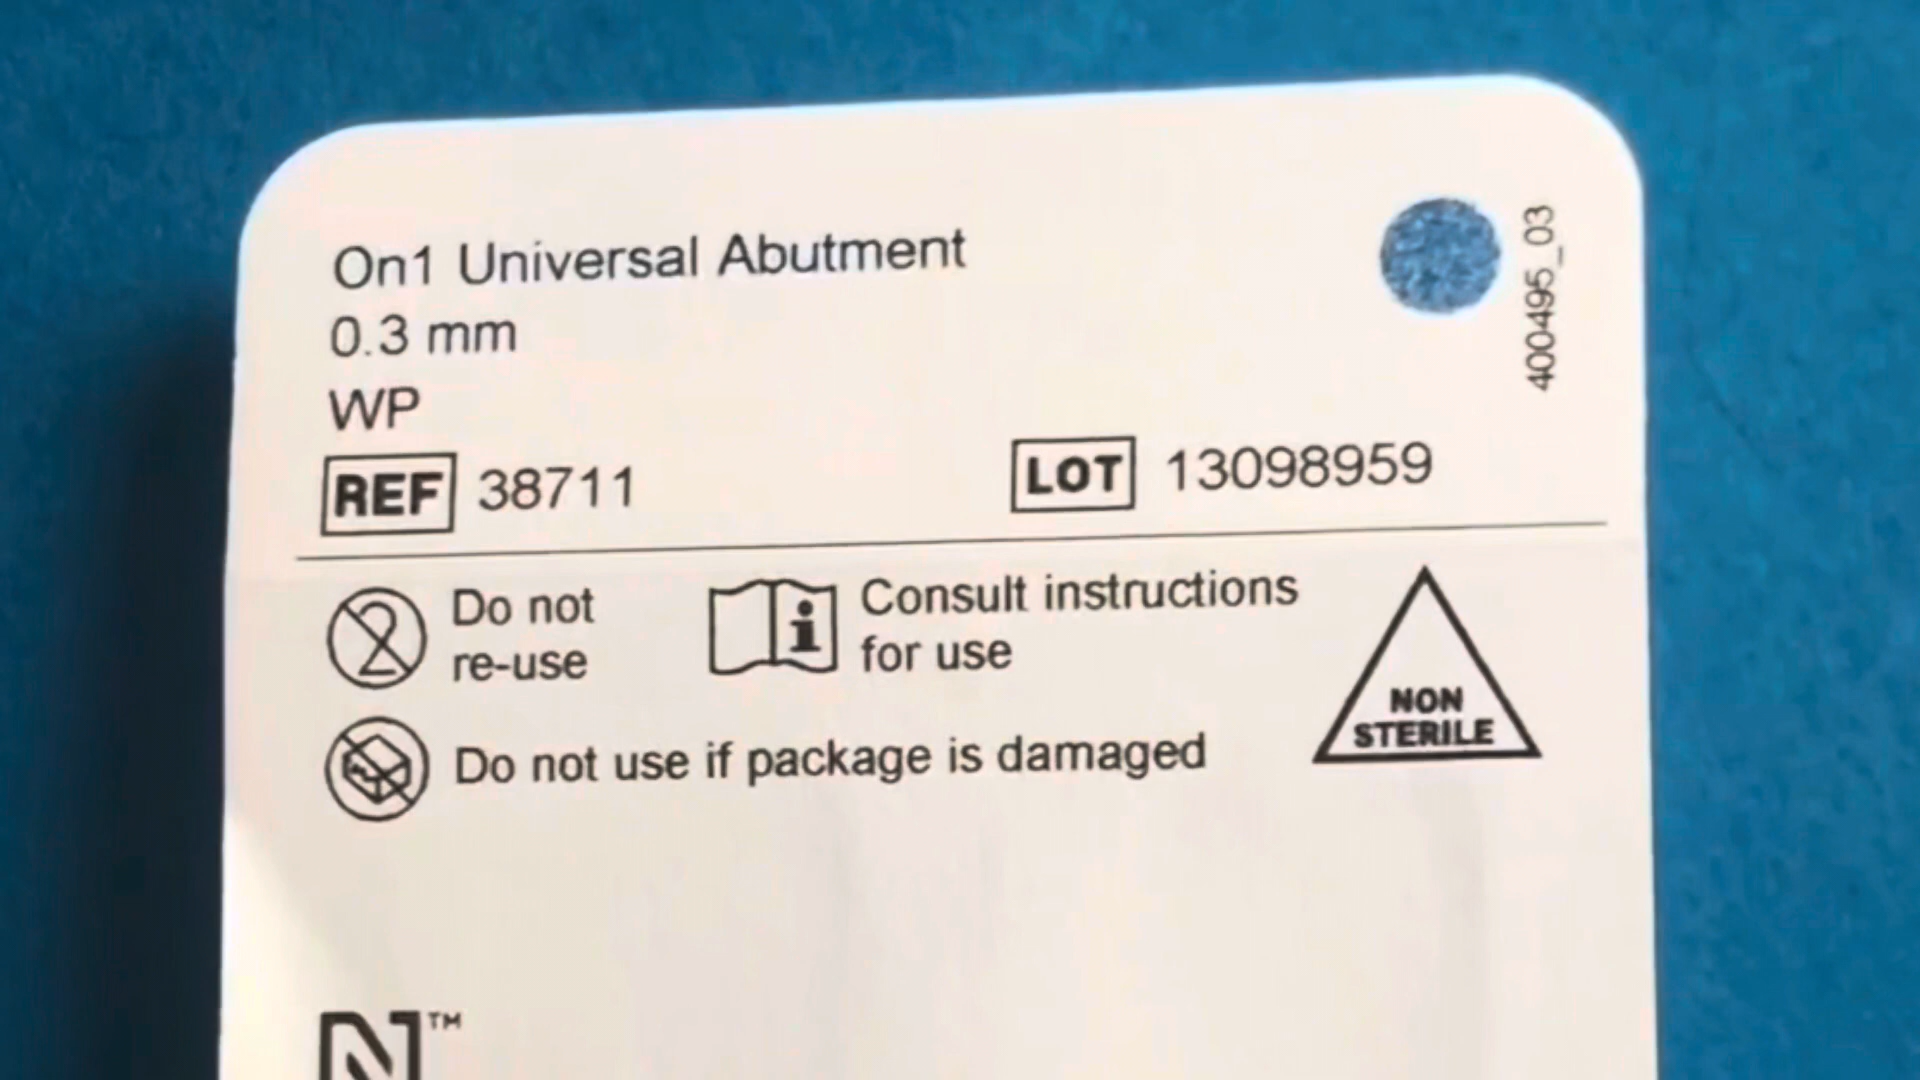 On1 Universal Abutment
0.3 mm
WP
REF 38711
LOT 13098959
400495_03
Do not
re-use
Consult instructions
for use
NON
STERILE
Do not use if package is damaged
N™